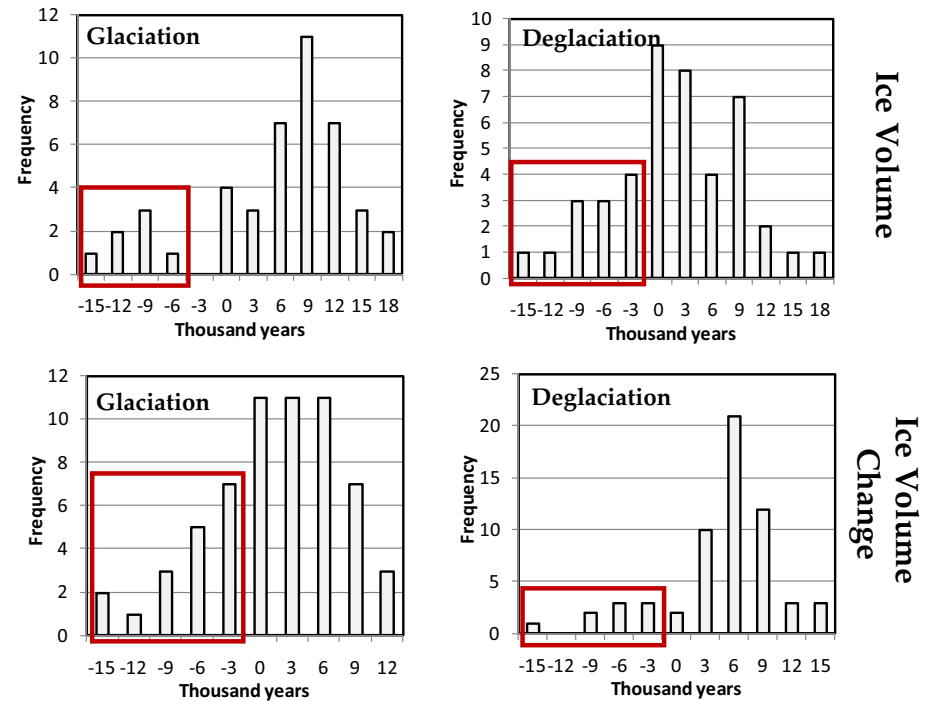 Glaciation
12
10
8
6
4
2
0
Frequency
-15 -12 -9 -6 -3 0 3 6 9 12 15 18
Thousand years
Deglaciation
10
9
8
7
6
5
4
3
2
1
0
Frequency
-15 -12 -9 -6 -3 0 3 6 9 12 15 18
Thousand years
Ice Volume
Glaciation
12
10
8
6
4
2
0
Frequency
-15 -12 -9 -6 -3 0 3 6 9 12
Thousand years
Deglaciation
25
20
15
10
5
0
Frequency
-15 -12 -9 -6 -3 0 3 6 9 12 15
Thousand years
Ice Volume
Change